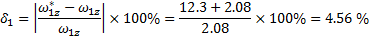 δ₁ = |(ω*₁z − ω₁z) / ω₁z| × 100% = (12.3 + 2.08) / 2.08 × 100% = 4.56 %